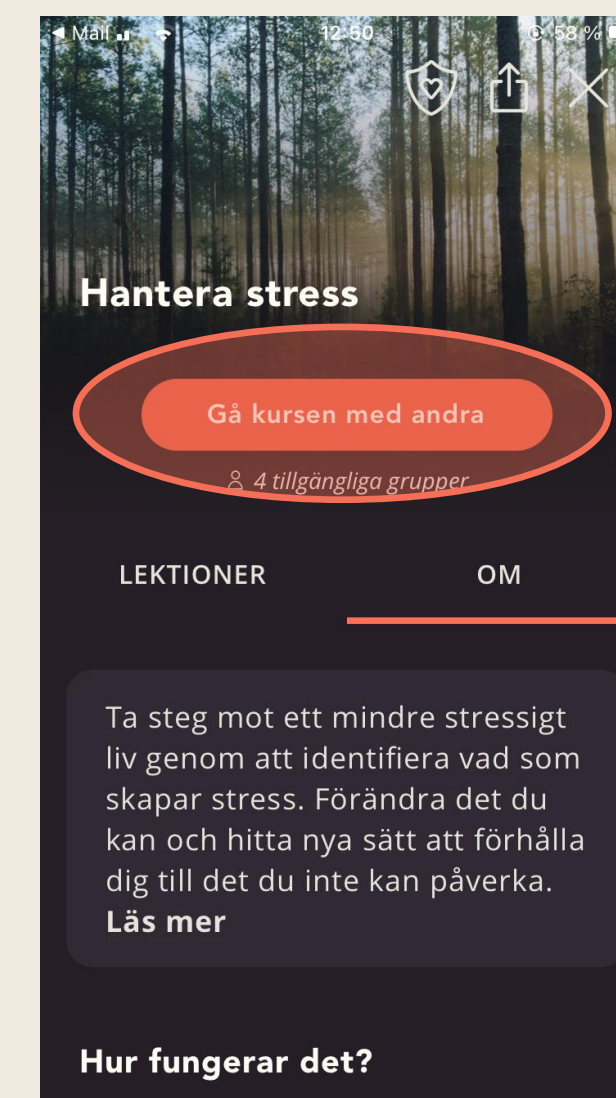 Mail 12:50 58 %
Hantera stress
Gå kursen med andra
4 tillgängliga grupper
LEKTIONER OM
Ta steg mot ett mindre stressigt
liv genom att identifiera vad som
skapar stress. Förändra det du
kan och hitta nya sätt att förhålla
dig till det du inte kan påverka.
Läs mer
Hur fungerar det?